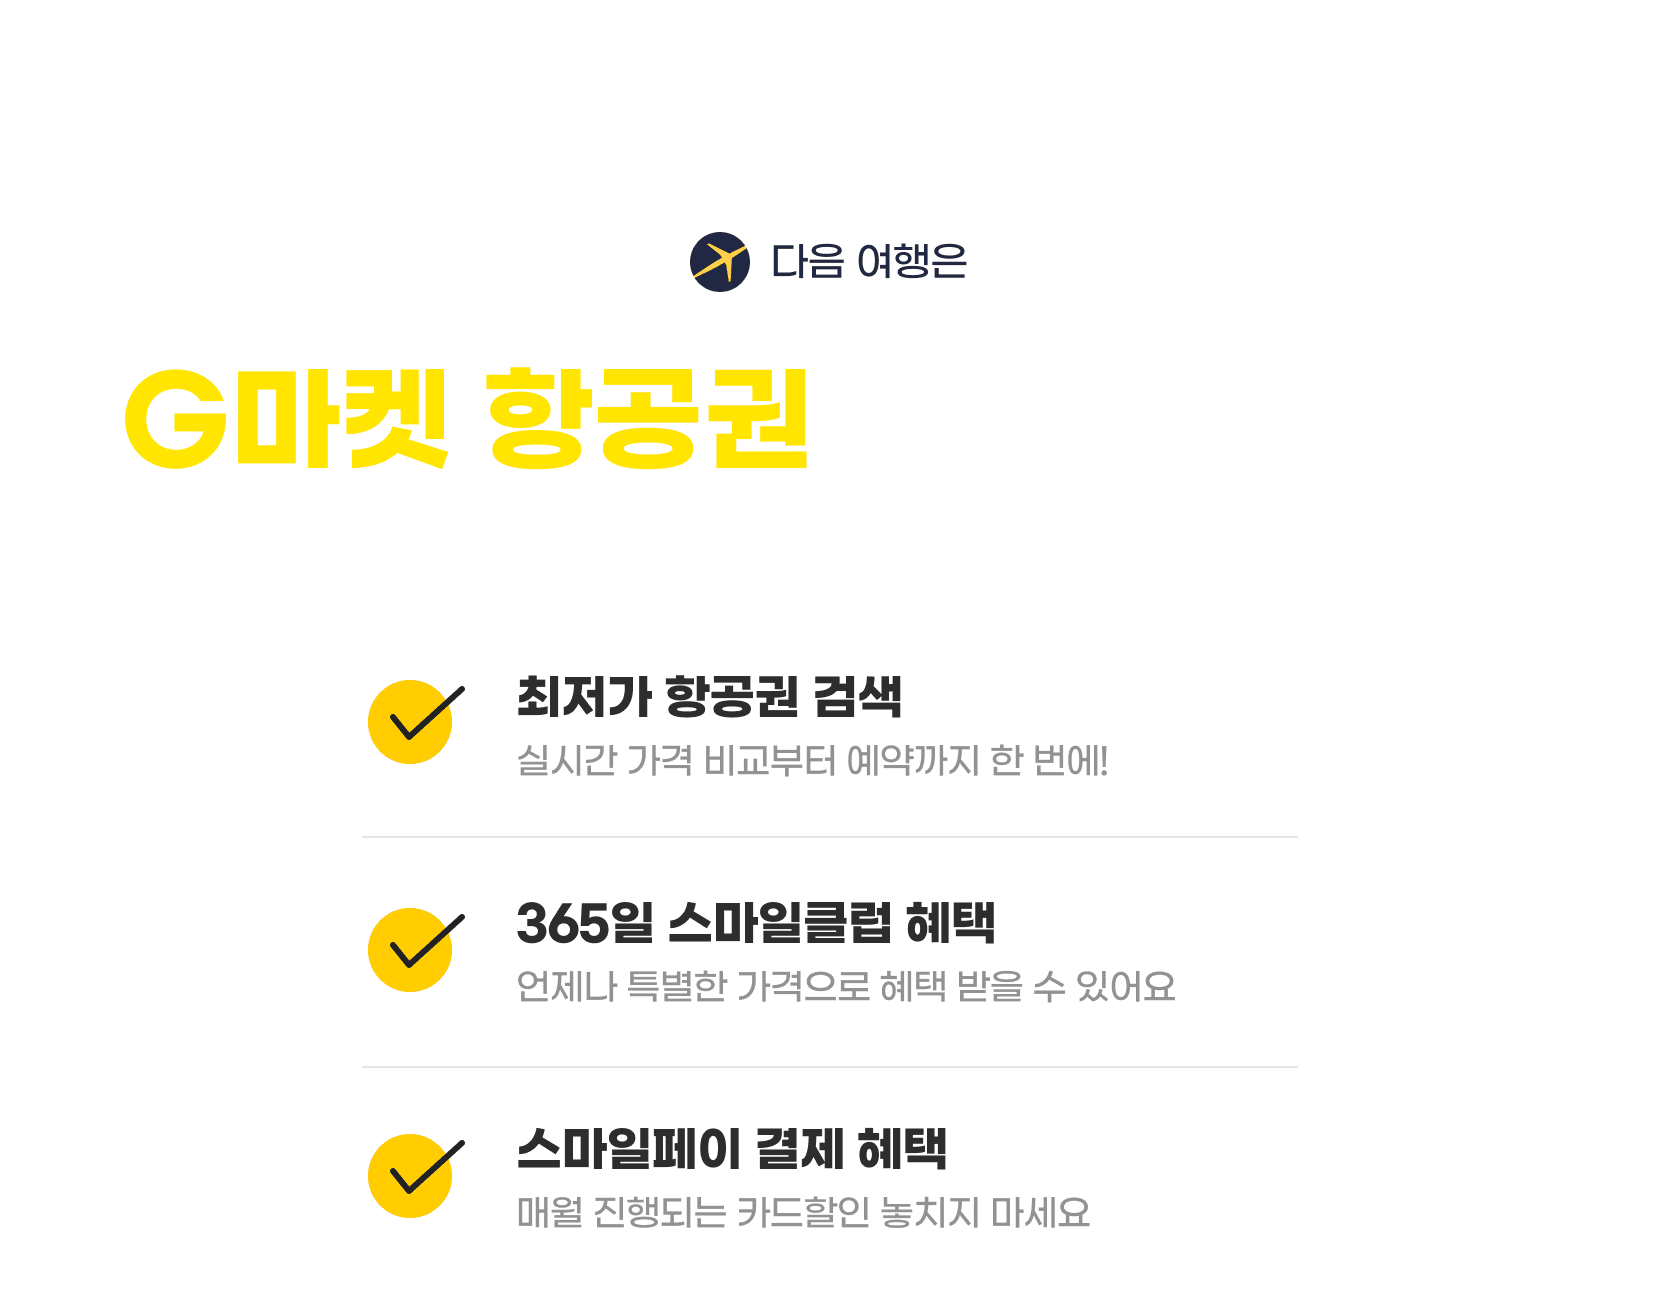 다음 여행은
G마켓 항공권
최저가 항공권 검색
실시간 가격 비교부터 예약까지 한 번에!
365일 스마일클럽 혜택
언제나 특별한 가격으로 혜택 받을 수 있어요
스마일페이 결제 혜택
매월 진행되는 카드할인 놓치지 마세요